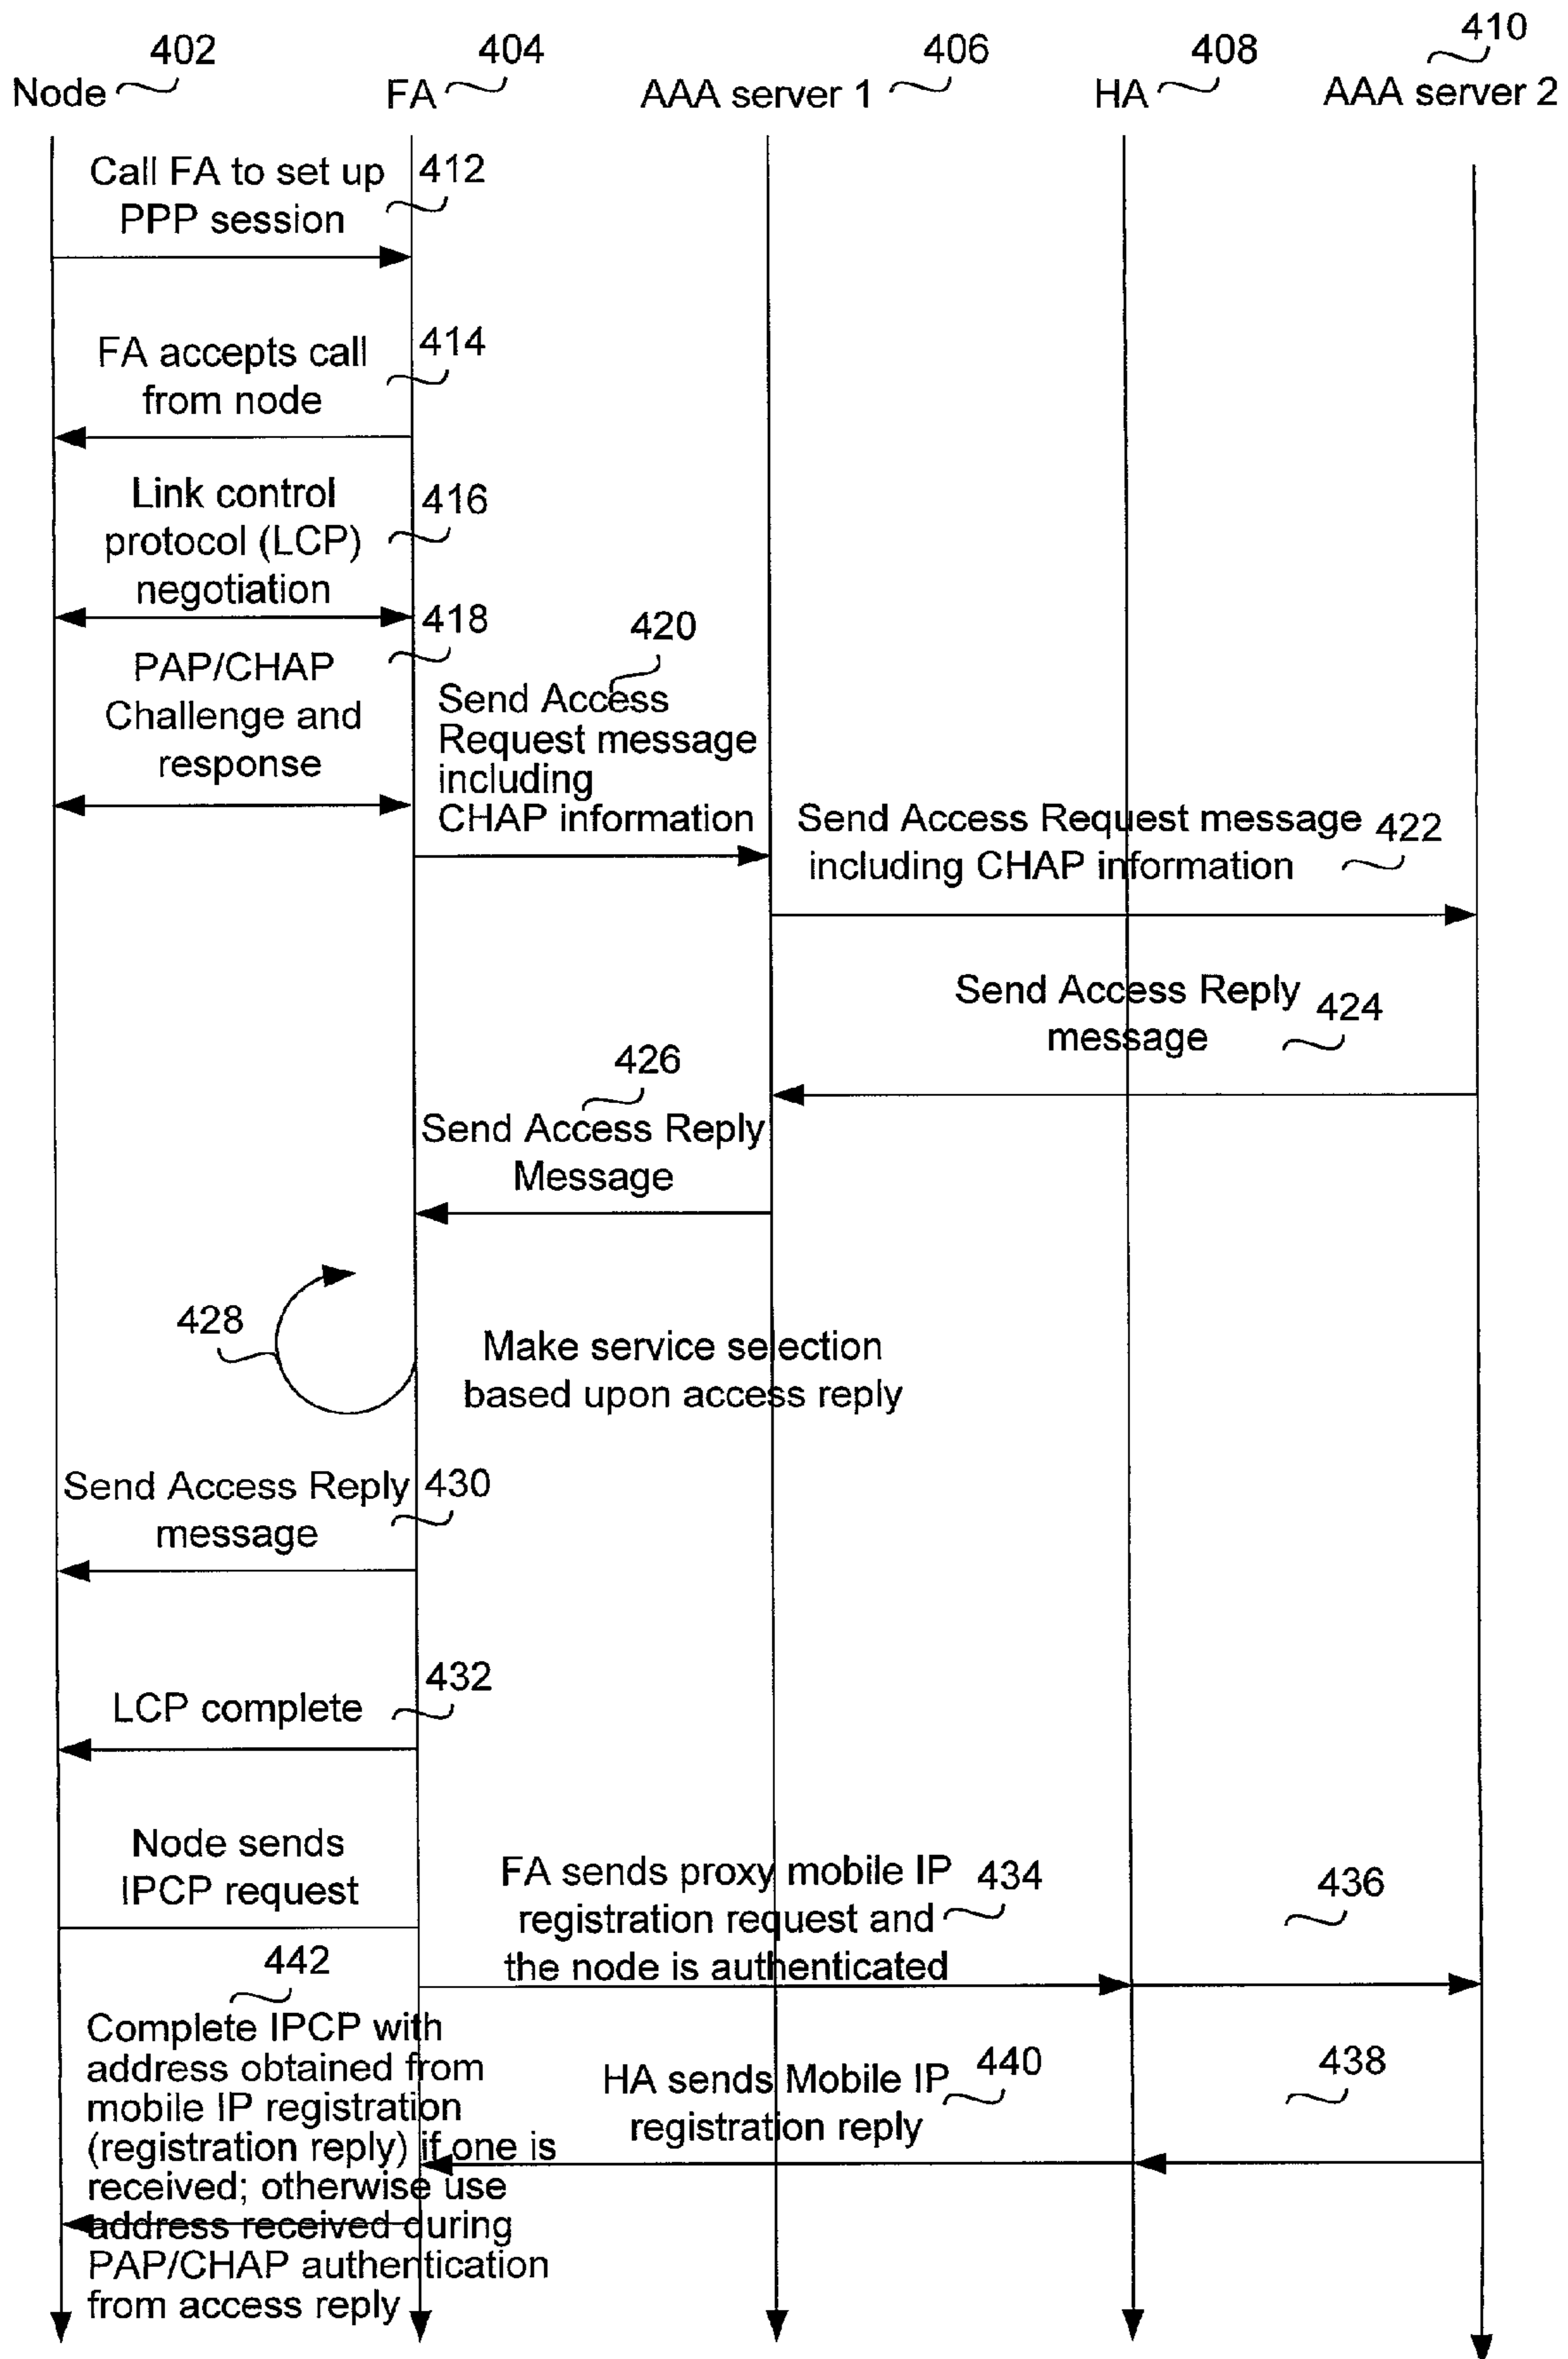 402
404
406
408
410
Node
FA
AAA server 1
HA
AAA server 2
Call FA to set up
PPP session
412
FA accepts call
from node
414
Link control
protocol (LCP)
negotiation
416
PAP/CHAP
Challenge and
response
418
420
Send Access
Request message
including
CHAP information
Send Access Request message
including CHAP information
422
Send Access Reply
message
424
426
Send Access Reply
Message
428
Make service selection
based upon access reply
Send Access Reply
message
430
LCP complete
432
Node sends
IPCP request
FA sends proxy mobile IP
registration request and
the node is authenticated
434
436
442
Complete IPCP with
address obtained from
mobile IP registration
(registration reply) if one is
received; otherwise use
address received during
PAP/CHAP authentication
from access reply
HA sends Mobile IP
registration reply
440
438